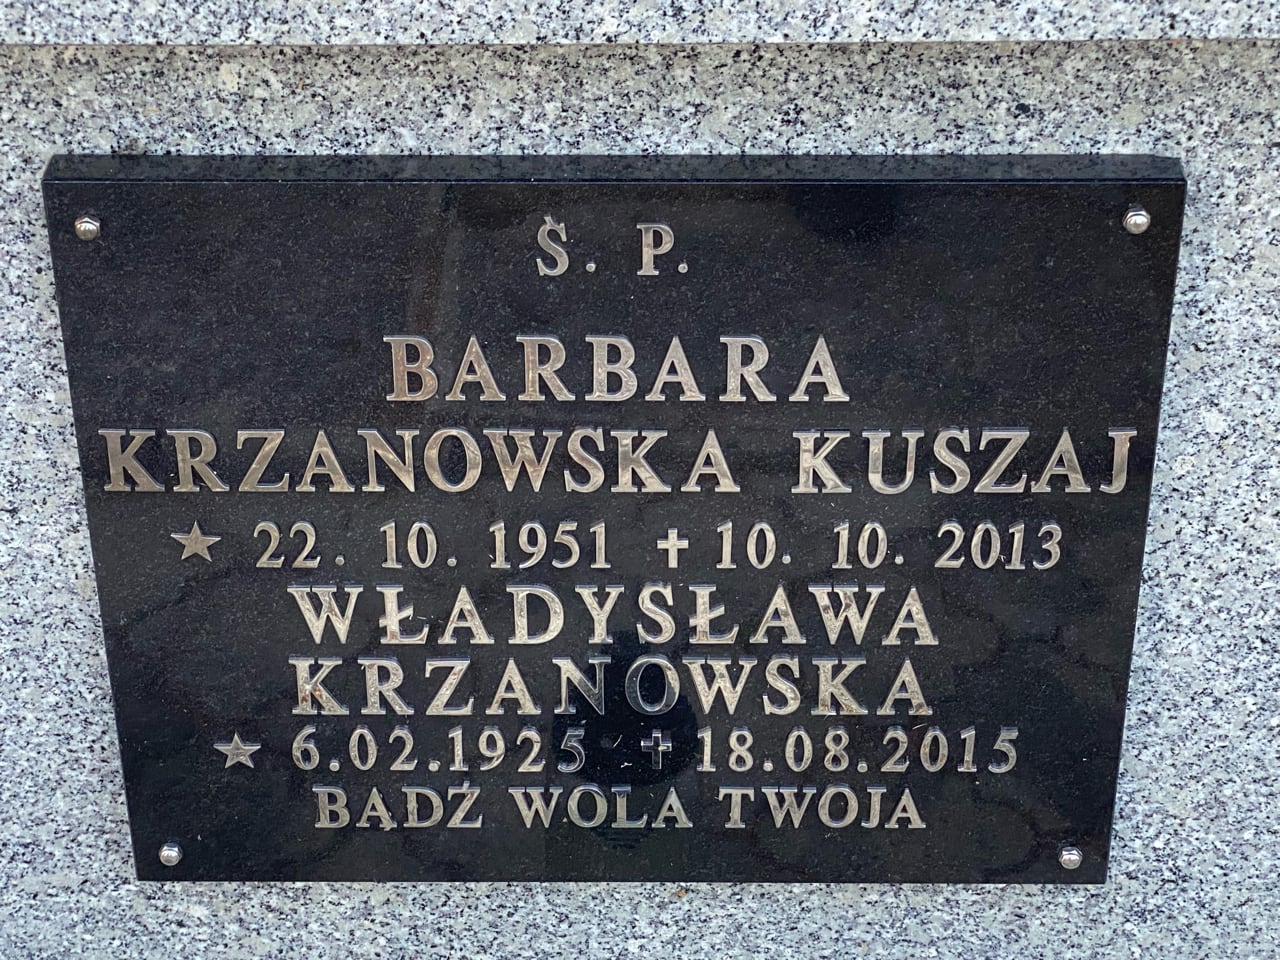 Ś. P.
BARBARA
KRZANOWSKA KUSZAJ
★ 22. 10. 1951 ✝ 10. 10. 2013
WŁADYSŁAWA
KRZANOWSKA
★ 6.02.1925 ✝ 18.08.2015
BĄDŹ WOLA TWOJA